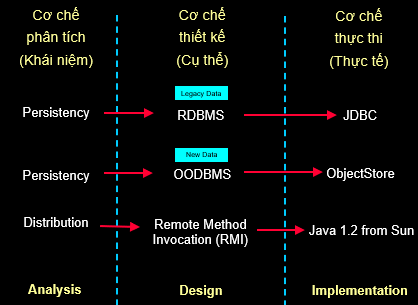 Cơ chế
phân tích
(Khái niệm)
Cơ chế
thiết kế
(Cụ thể)
Cơ chế
thực thi
(Thực tế)
Legacy Data
Persistency
RDBMS
JDBC
New Data
Persistency
OODBMS
ObjectStore
Distribution
Remote Method
Invocation (RMI)
Java 1.2 from Sun
Analysis
Design
Implementation